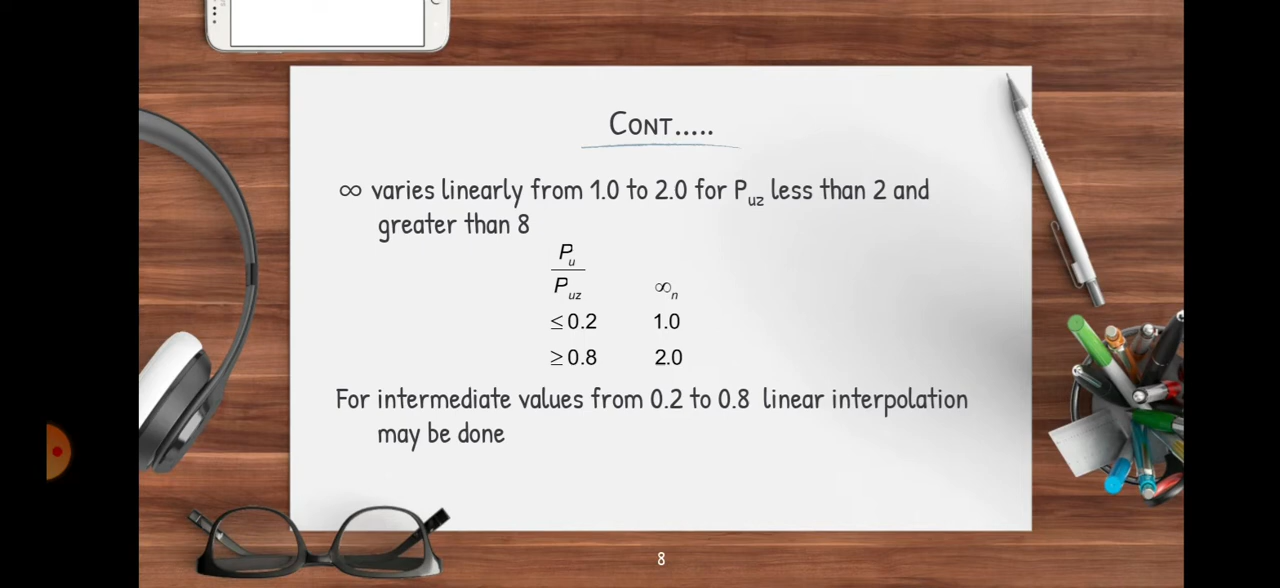 Cont.....
∞ varies linearly from 1.0 to 2.0 for Puz less than 2 and
greater than 8
Pu
Puz ∞n
≤ 0.2 1.0
≥ 0.8 2.0
For intermediate values from 0.2 to 0.8 linear interpolation
may be done
8